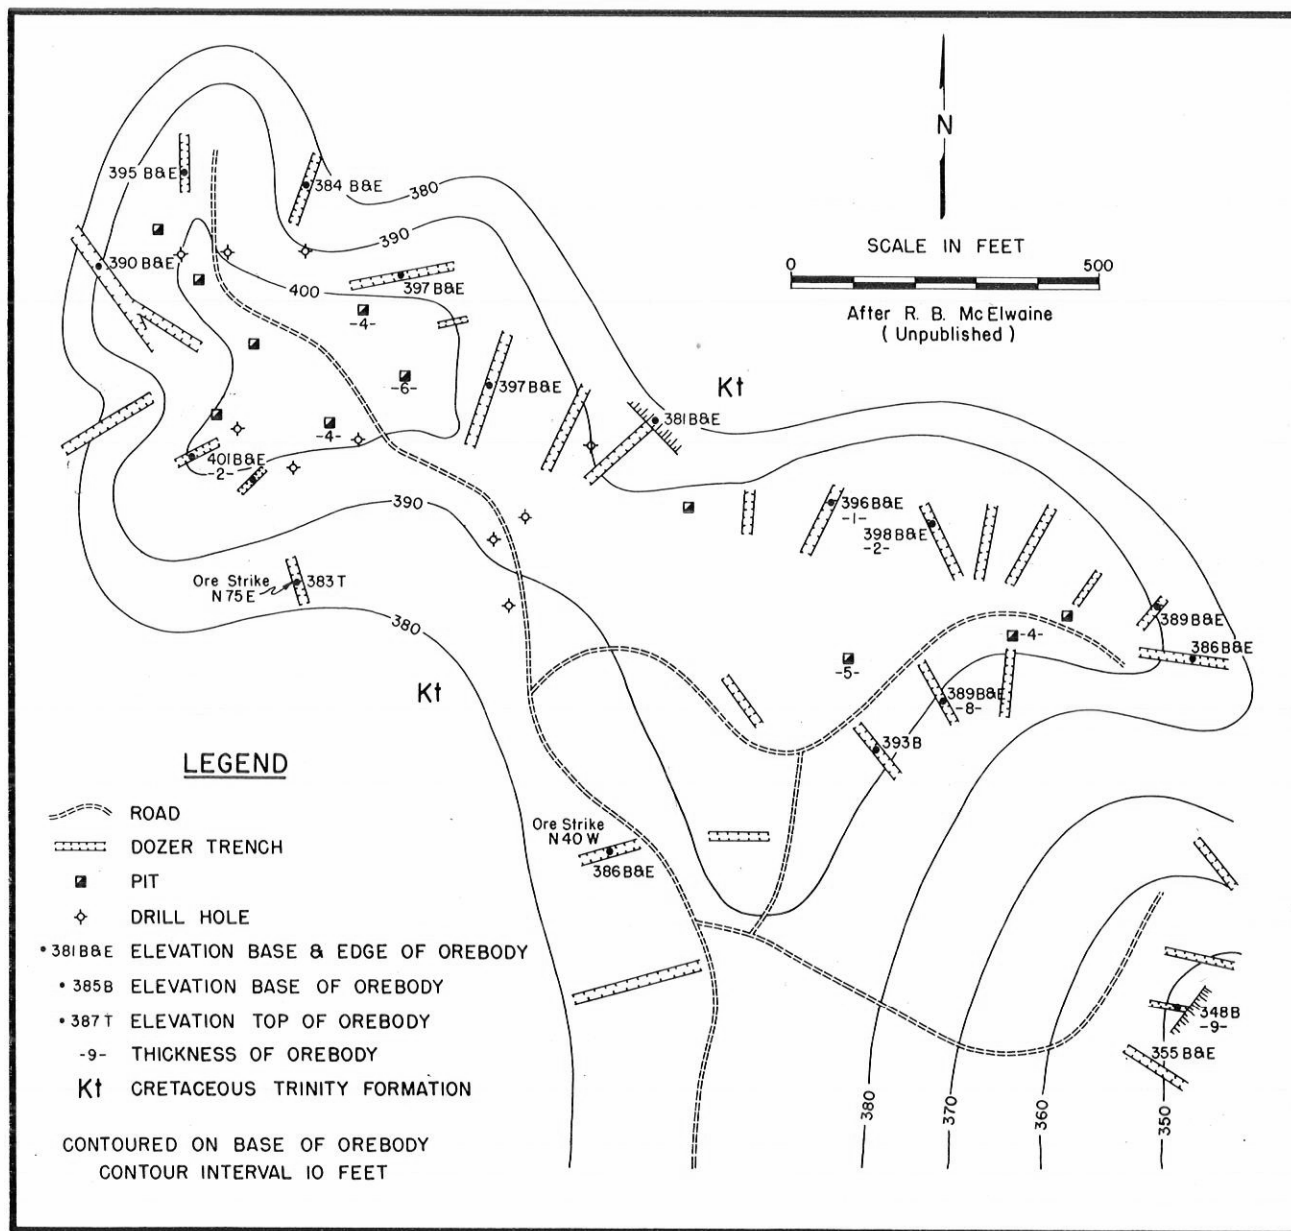 N
SCALE IN FEET
0 500
After R. B. McElwaine
( Unpublished )
395 B&E
384 B&E
380
390
390 B&E
397 B&E
400
-4-
-6-
397 B&E
Kt
381 B&E
-4-
401 B&E
-2-
390
396 B&E
-1-
398 B&E
-2-
Ore Strike
N 75 E
383 T
380
Kt
389 B&E
-4-
386 B&E
-5-
389 B&E
-8-
393 B
Ore Strike
N 40 W
386 B&E
348 B
-9-
355 B&E
380
370
360
350
LEGEND
ROAD
DOZER TRENCH
PIT
DRILL HOLE
• 381 B&E ELEVATION BASE & EDGE OF OREBODY
• 385 B ELEVATION BASE OF OREBODY
• 387 T ELEVATION TOP OF OREBODY
-9- THICKNESS OF OREBODY
Kt CRETACEOUS TRINITY FORMATION
CONTOURED ON BASE OF OREBODY
CONTOUR INTERVAL 10 FEET